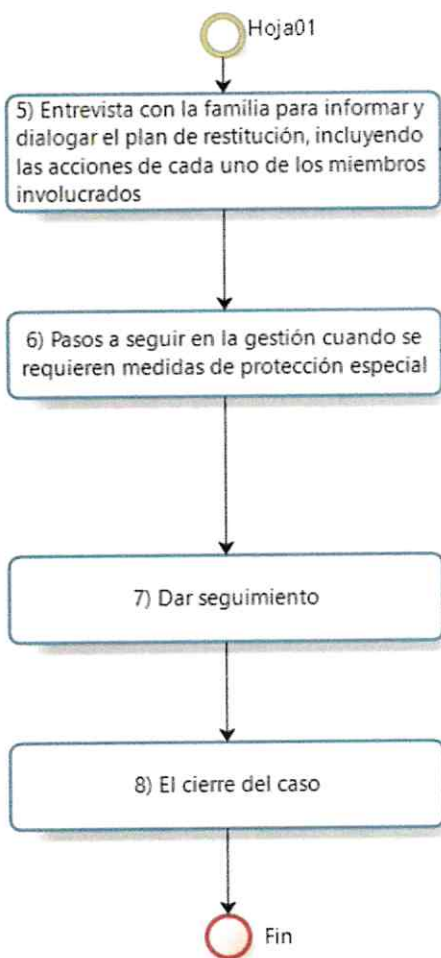 Hoja01
5) Entrevista con la familia para informar y
dialogar el plan de restitución, incluyendo
las acciones de cada uno de los miembros
involucrados
6) Pasos a seguir en la gestión cuando se
requieren medidas de protección especial
7) Dar seguimiento
8) El cierre del caso
Fin